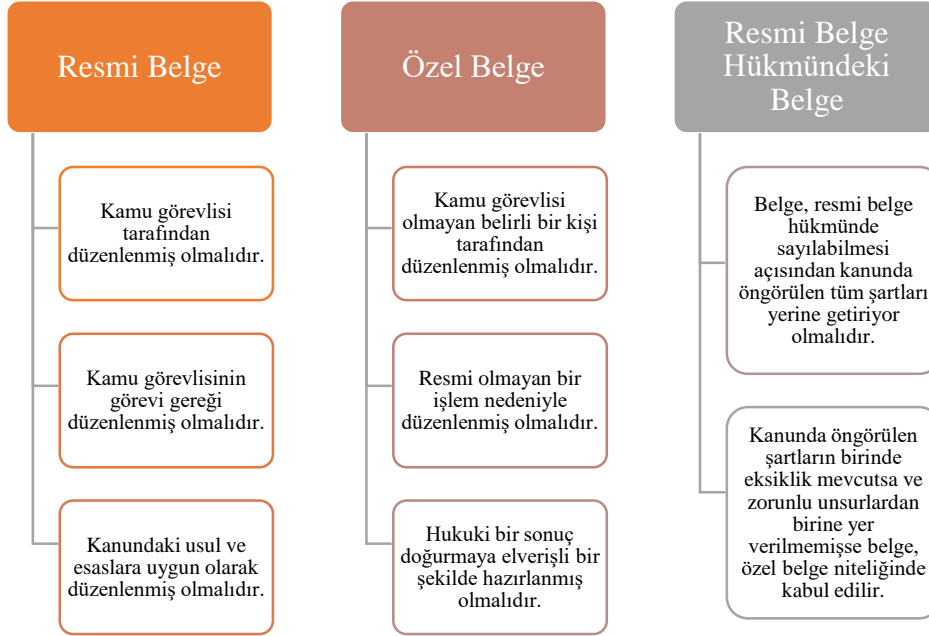 Resmi Belge
Kamu görevlisi
tarafından
düzenlenmiş olmalıdır.
Kamu görevlisinin
görevi gereği
düzenlenmiş olmalıdır.
Kanundaki usul ve
esaslara uygun olarak
düzenlenmiş olmalıdır.
Özel Belge
Kamu görevlisi
olmayan belirli bir kişi
tarafından
düzenlenmiş olmalıdır.
Resmi olmayan bir
işlem nedeniyle
düzenlenmiş olmalıdır.
Hukuki bir sonuç
doğurmaya elverişli bir
şekilde hazırlanmış
olmalıdır.
Resmi Belge
Hükmündeki
Belge
Belge, resmi belge
hükmünde
sayılabilmesi
açısından kanunda
öngörülen tüm şartları
yerine getiriyor
olmalıdır.
Kanunda öngörülen
şartların birinde
eksiklik mevcutsa ve
zorunlu unsurlardan
birine yer
verilmemişse belge,
özel belge niteliğinde
kabul edilir.